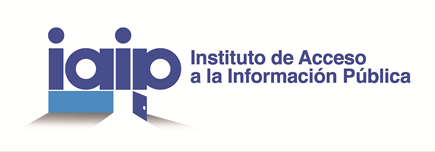 iaip
Instituto de Acceso
a la Información Pública